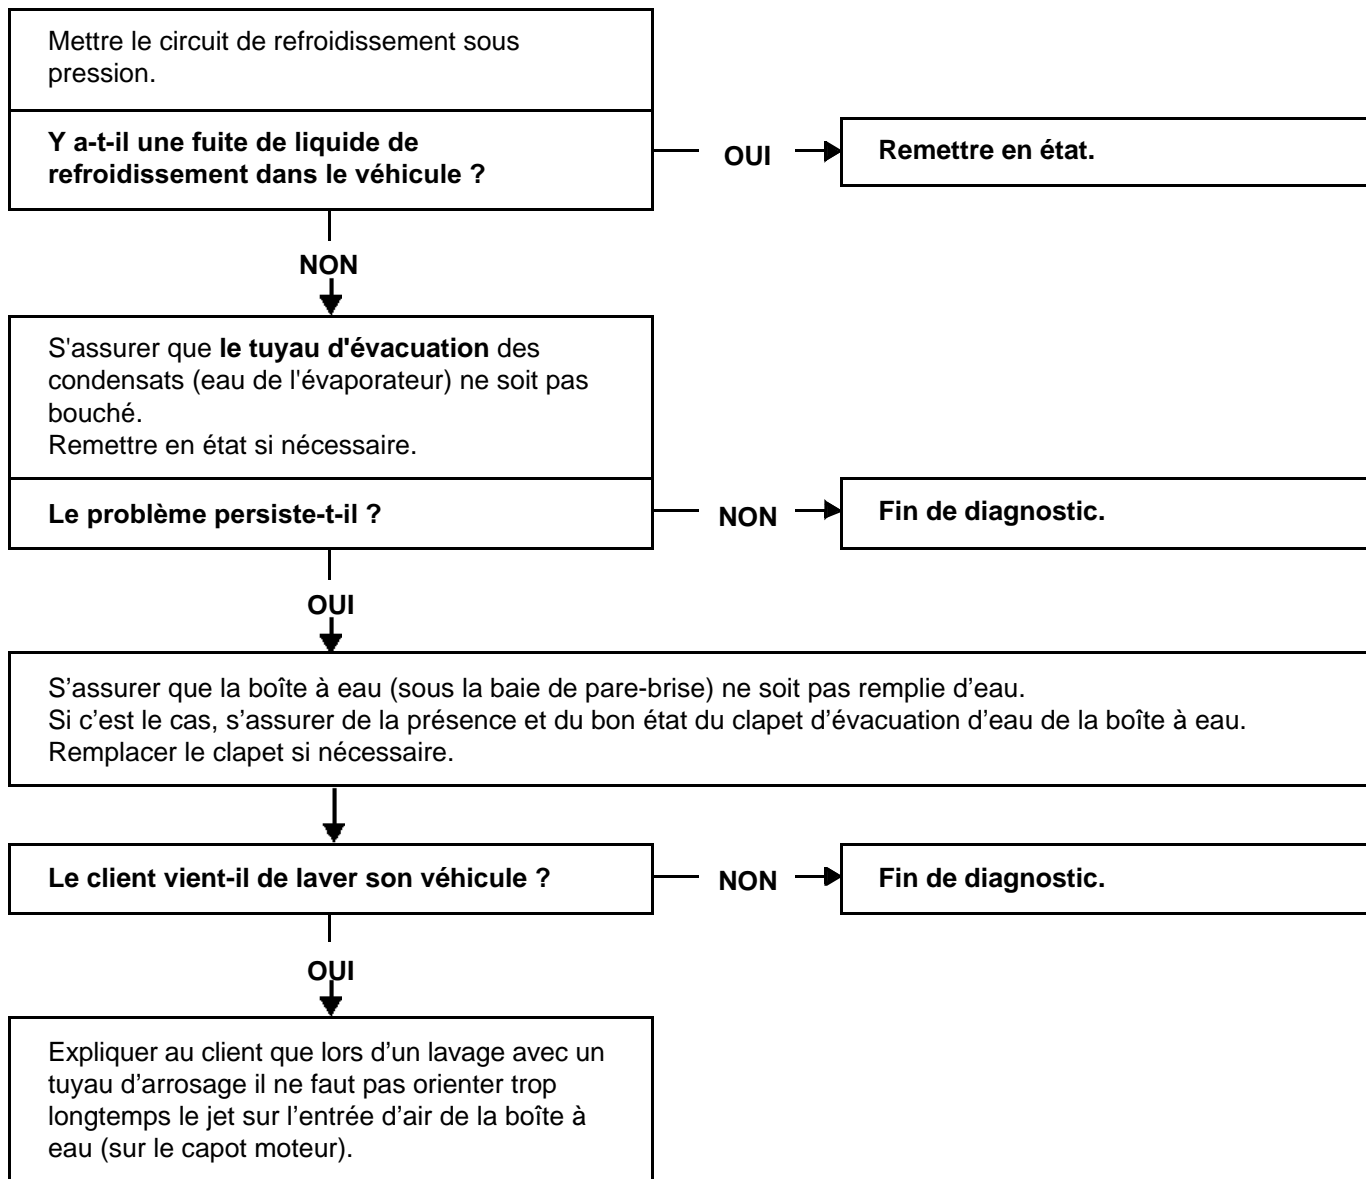 Mettre le circuit de refroidissement sous
pression.
Y a-t-il une fuite de liquide de
refroidissement dans le véhicule ?
OUI
Remettre en état.
NON
S'assurer que le tuyau d'évacuation des
condensats (eau de l'évaporateur) ne soit pas
bouché.
Remettre en état si nécessaire.
Le problème persiste-t-il ?
NON
Fin de diagnostic.
OUI
S’assurer que la boîte à eau (sous la baie de pare-brise) ne soit pas remplie d’eau.
Si c’est le cas, s’assurer de la présence et du bon état du clapet d’évacuation d’eau de la boîte à eau.
Remplacer le clapet si nécessaire.
Le client vient-il de laver son véhicule ?
NON
Fin de diagnostic.
OUI
Expliquer au client que lors d’un lavage avec un
tuyau d’arrosage il ne faut pas orienter trop
longtemps le jet sur l’entrée d’air de la boîte à
eau (sur le capot moteur).